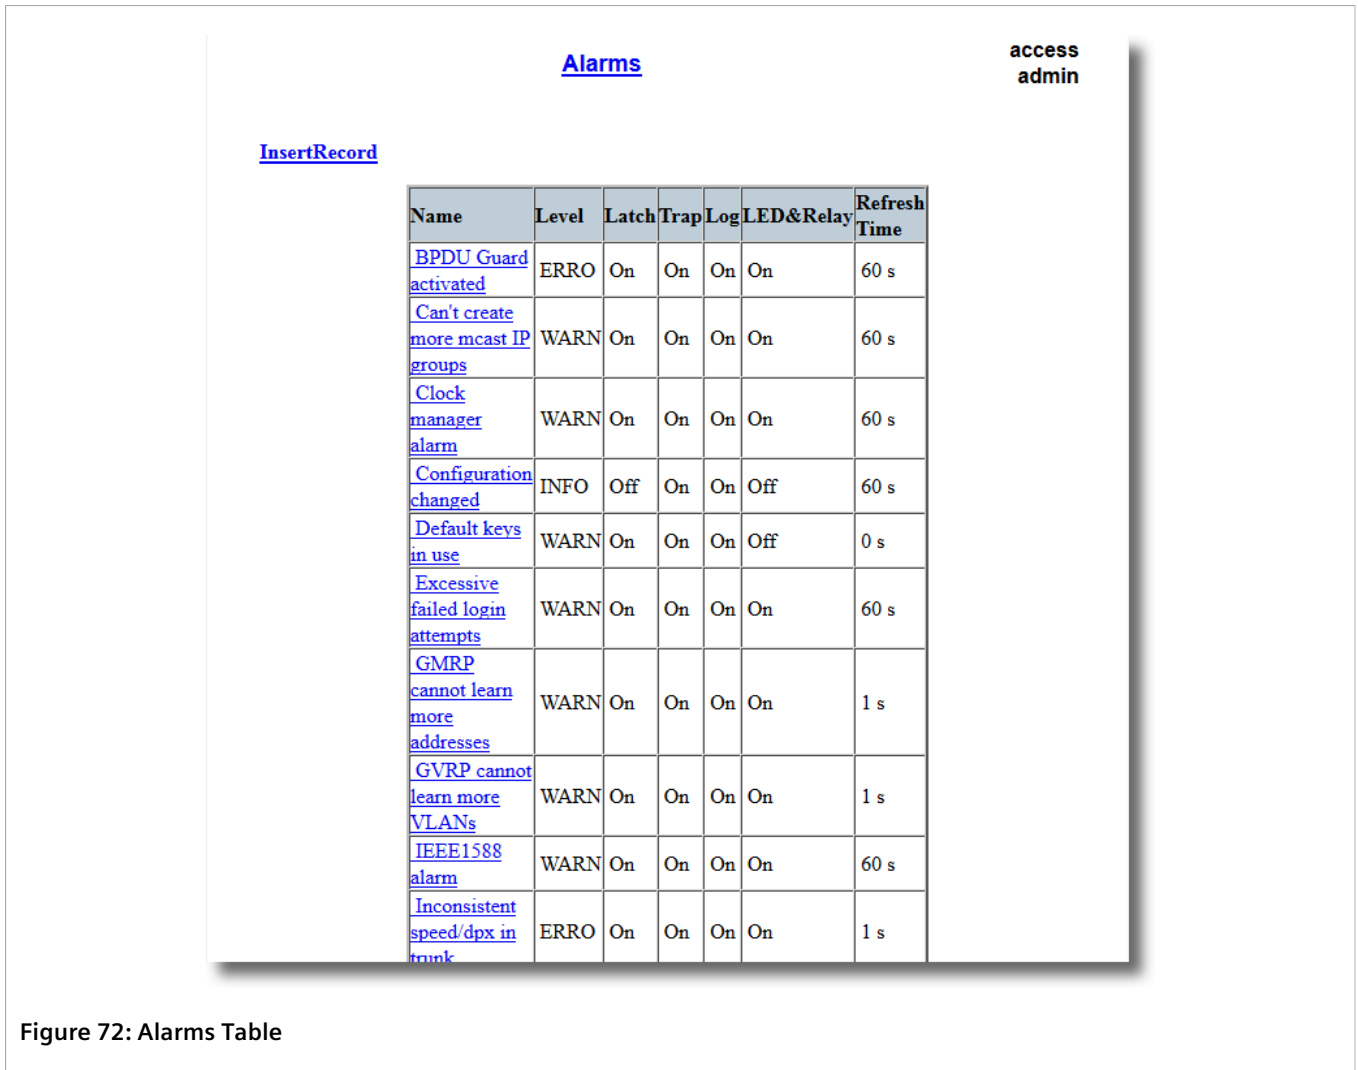 Alarms
access
admin
InsertRecord
Name Level Latch Trap Log LED&Relay Refresh
Time
BPDU Guard
activated ERRO On On On On 60 s
Can't create
more mcast IP
groups WARN On On On On 60 s
Clock
manager
alarm WARN On On On On 60 s
Configuration
changed INFO Off On On Off 60 s
Default keys
in use WARN On On On Off 0 s
Excessive
failed login
attempts WARN On On On On 60 s
GMRP
cannot learn
more
addresses WARN On On On On 1 s
GVRP cannot
learn more
VLANs WARN On On On On 1 s
IEEE1588
alarm WARN On On On On 60 s
Inconsistent
speed/dpx in
trunk ERRO On On On On 1 s
Figure 72: Alarms Table